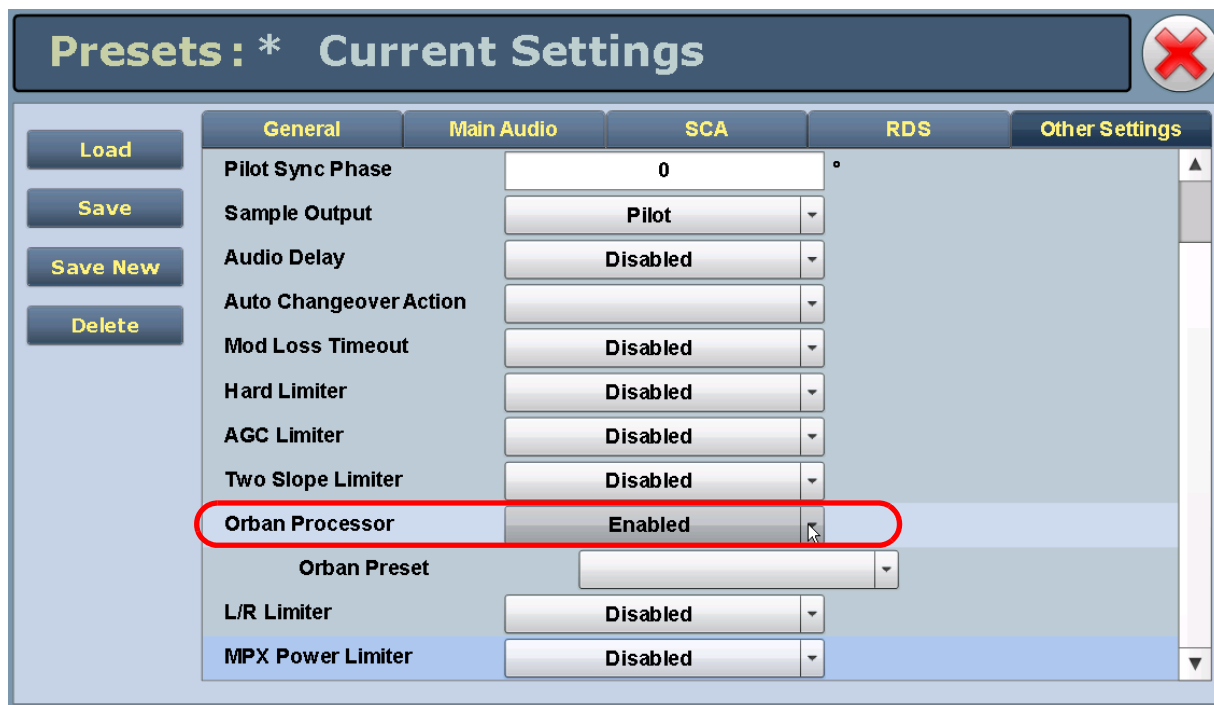 Presets: * Current Settings
Load
Save
Save New
Delete
General Main Audio SCA RDS Other Settings
Pilot Sync Phase 0 °
Sample Output Pilot
Audio Delay Disabled
Auto Changeover Action
Mod Loss Timeout Disabled
Hard Limiter Disabled
AGC Limiter Disabled
Two Slope Limiter Disabled
Orban Processor Enabled
Orban Preset
L/R Limiter Disabled
MPX Power Limiter Disabled